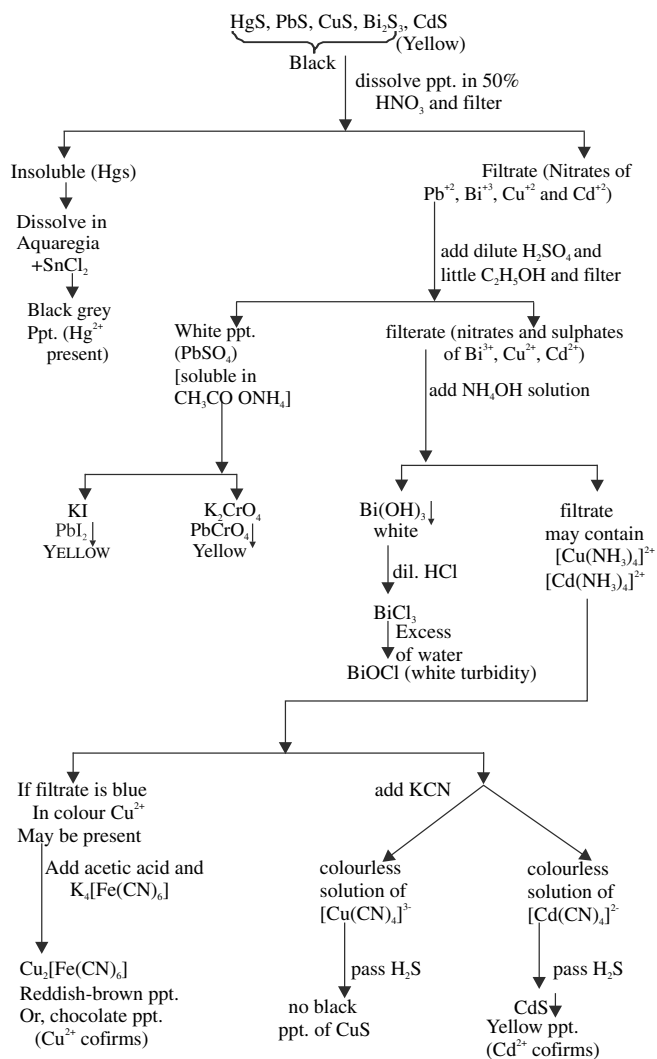 HgS, PbS, CuS, Bi₂S₃, CdS
(Yellow)
Black
dissolve ppt. in 50%
HNO₃ and filter
Insoluble (Hgs)
Dissolve in
Aquaregia
+SnCl₂
Black grey
Ppt. (Hg²⁺
present)
Filtrate (Nitrates of
Pb⁺², Bi⁺³, Cu⁺² and Cd⁺²)
add dilute H₂SO₄ and
little C₂H₅OH and filter
White ppt.
(PbSO₄)
[soluble in
CH₃CO ONH₄]
filterate (nitrates and sulphates
of Bi³⁺, Cu²⁺, Cd²⁺)
add NH₄OH solution
KI
PbI₂↓
YELLOW
K₂CrO₄
PbCrO₄↓
Yellow
Bi(OH)₃↓
white
dil. HCl
BiCl₃
Excess
of water
BiOCl (white turbidity)
filtrate
may contain
[Cu(NH₃)₄]²⁺
[Cd(NH₃)₄]²⁺
If filtrate is blue
In colour Cu²⁺
May be present
Add acetic acid and
K₄[Fe(CN)₆]
Cu₂[Fe(CN)₆]
Reddish-brown ppt.
Or, chocolate ppt.
(Cu²⁺ cofirms)
add KCN
colourless
solution of
[Cu(CN)₄]³⁻
pass H₂S
no black
ppt. of CuS
colourless
solution of
[Cd(CN)₄]²⁻
pass H₂S
CdS↓
Yellow ppt.
(Cd²⁺ cofirms)